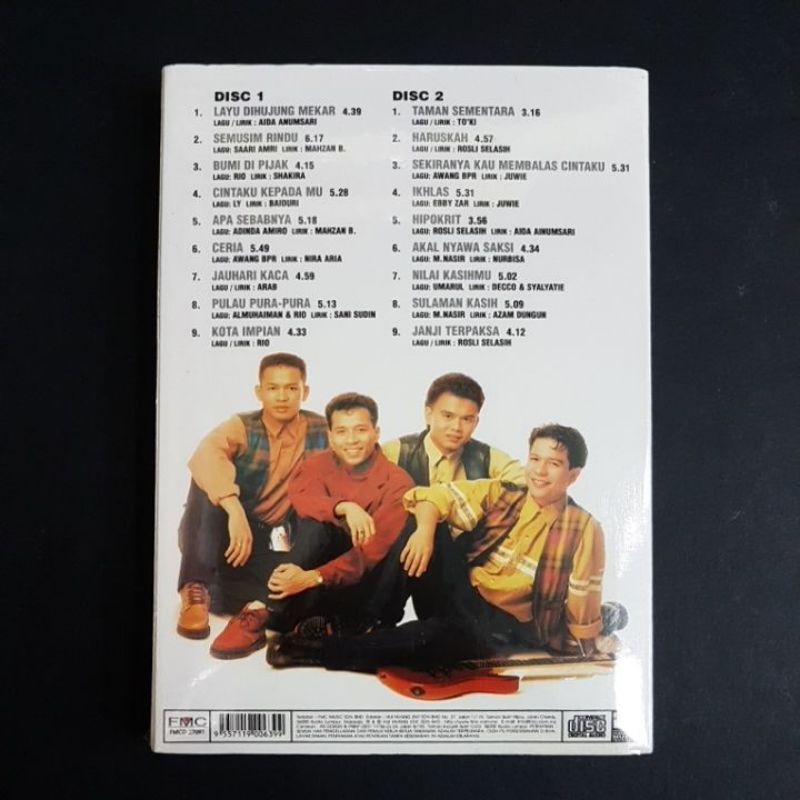 DISC 1
1. LAYU DIHUJUNG MEKAR 4.39
LAGU / LIRIK : AIDA ANUMSARI
2. SEMUSIM RINDU 6.17
LAGU: SAARI AMRI LIRIK : MAHZAN B.
3. BUMI DI PIJAK 4.15
LAGU: RIO LIRIK : SHAKIRA
4. CINTAKU KEPADA MU 5.28
LAGU: LY LIRIK : BAIDURI
5. APA SEBABNYA 5.18
LAGU: ADINDA AMIRO LIRIK : MAHZAN B.
6. CERIA 5.49
LAGU: AWANG BPR LIRIK : NIRA ARIA
7. JAUHARI KACA 4.59
LAGU / LIRIK : ARAB
8. PULAU PURA-PURA 5.13
LAGU: ALMUHAIMAN & RIO LIRIK : SANI SUDIN
9. KOTA IMPIAN 4.33
LAGU / LIRIK : RIO
DISC 2
1. TAMAN SEMENTARA 3.16
LAGU / LIRIK : TO'KI
2. HARUSKAH 4.57
LAGU / LIRIK : ROSLI SELASIH
3. SEKIRANYA KAU MEMBALAS CINTAKU 5.31
LAGU: AWANG BPR LIRIK : JUWIE
4. IKHLAS 5.31
LAGU: EBBY ZAR LIRIK : JUWIE
5. HIPOKRIT 3.56
LAGU: ROSLI SELASIH LIRIK : AIDA AINUMSARI
6. AKAL NYAWA SAKSI 4.34
LAGU: M.NASIR LIRIK : NURBISA
7. NILAI KASIHMU 5.02
LAGU: UMARUL LIRIK : DECCO & SYALYATIE
8. SULAMAN KASIH 5.09
LAGU: M.NASIR LIRIK : AZAM DUNGUN
9. JANJI TERPAKSA 4.12
LAGU / LIRIK : ROSLI SELASIH
FMC
9 557119 006399
COMPACT
disc
DIGITAL AUDIO